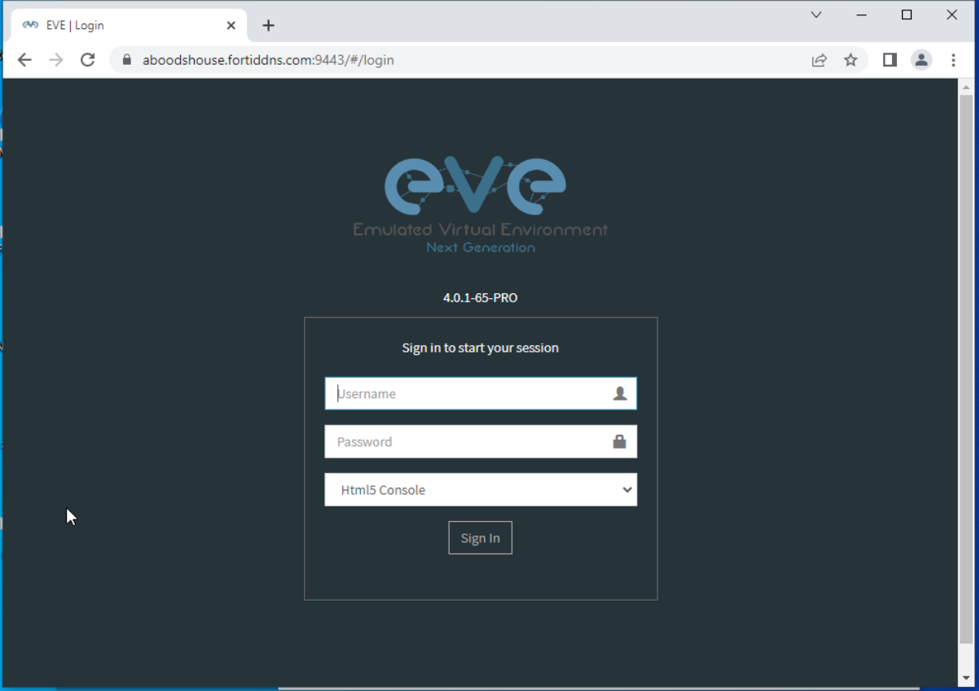 EVE | Login
aboodshouse.fortiddns.com:9443/#/login
eve
Emulated Virtual Environment
Next Generation
4.0.1-65-PRO
Sign in to start your session
Username
Password
Html5 Console
Sign In